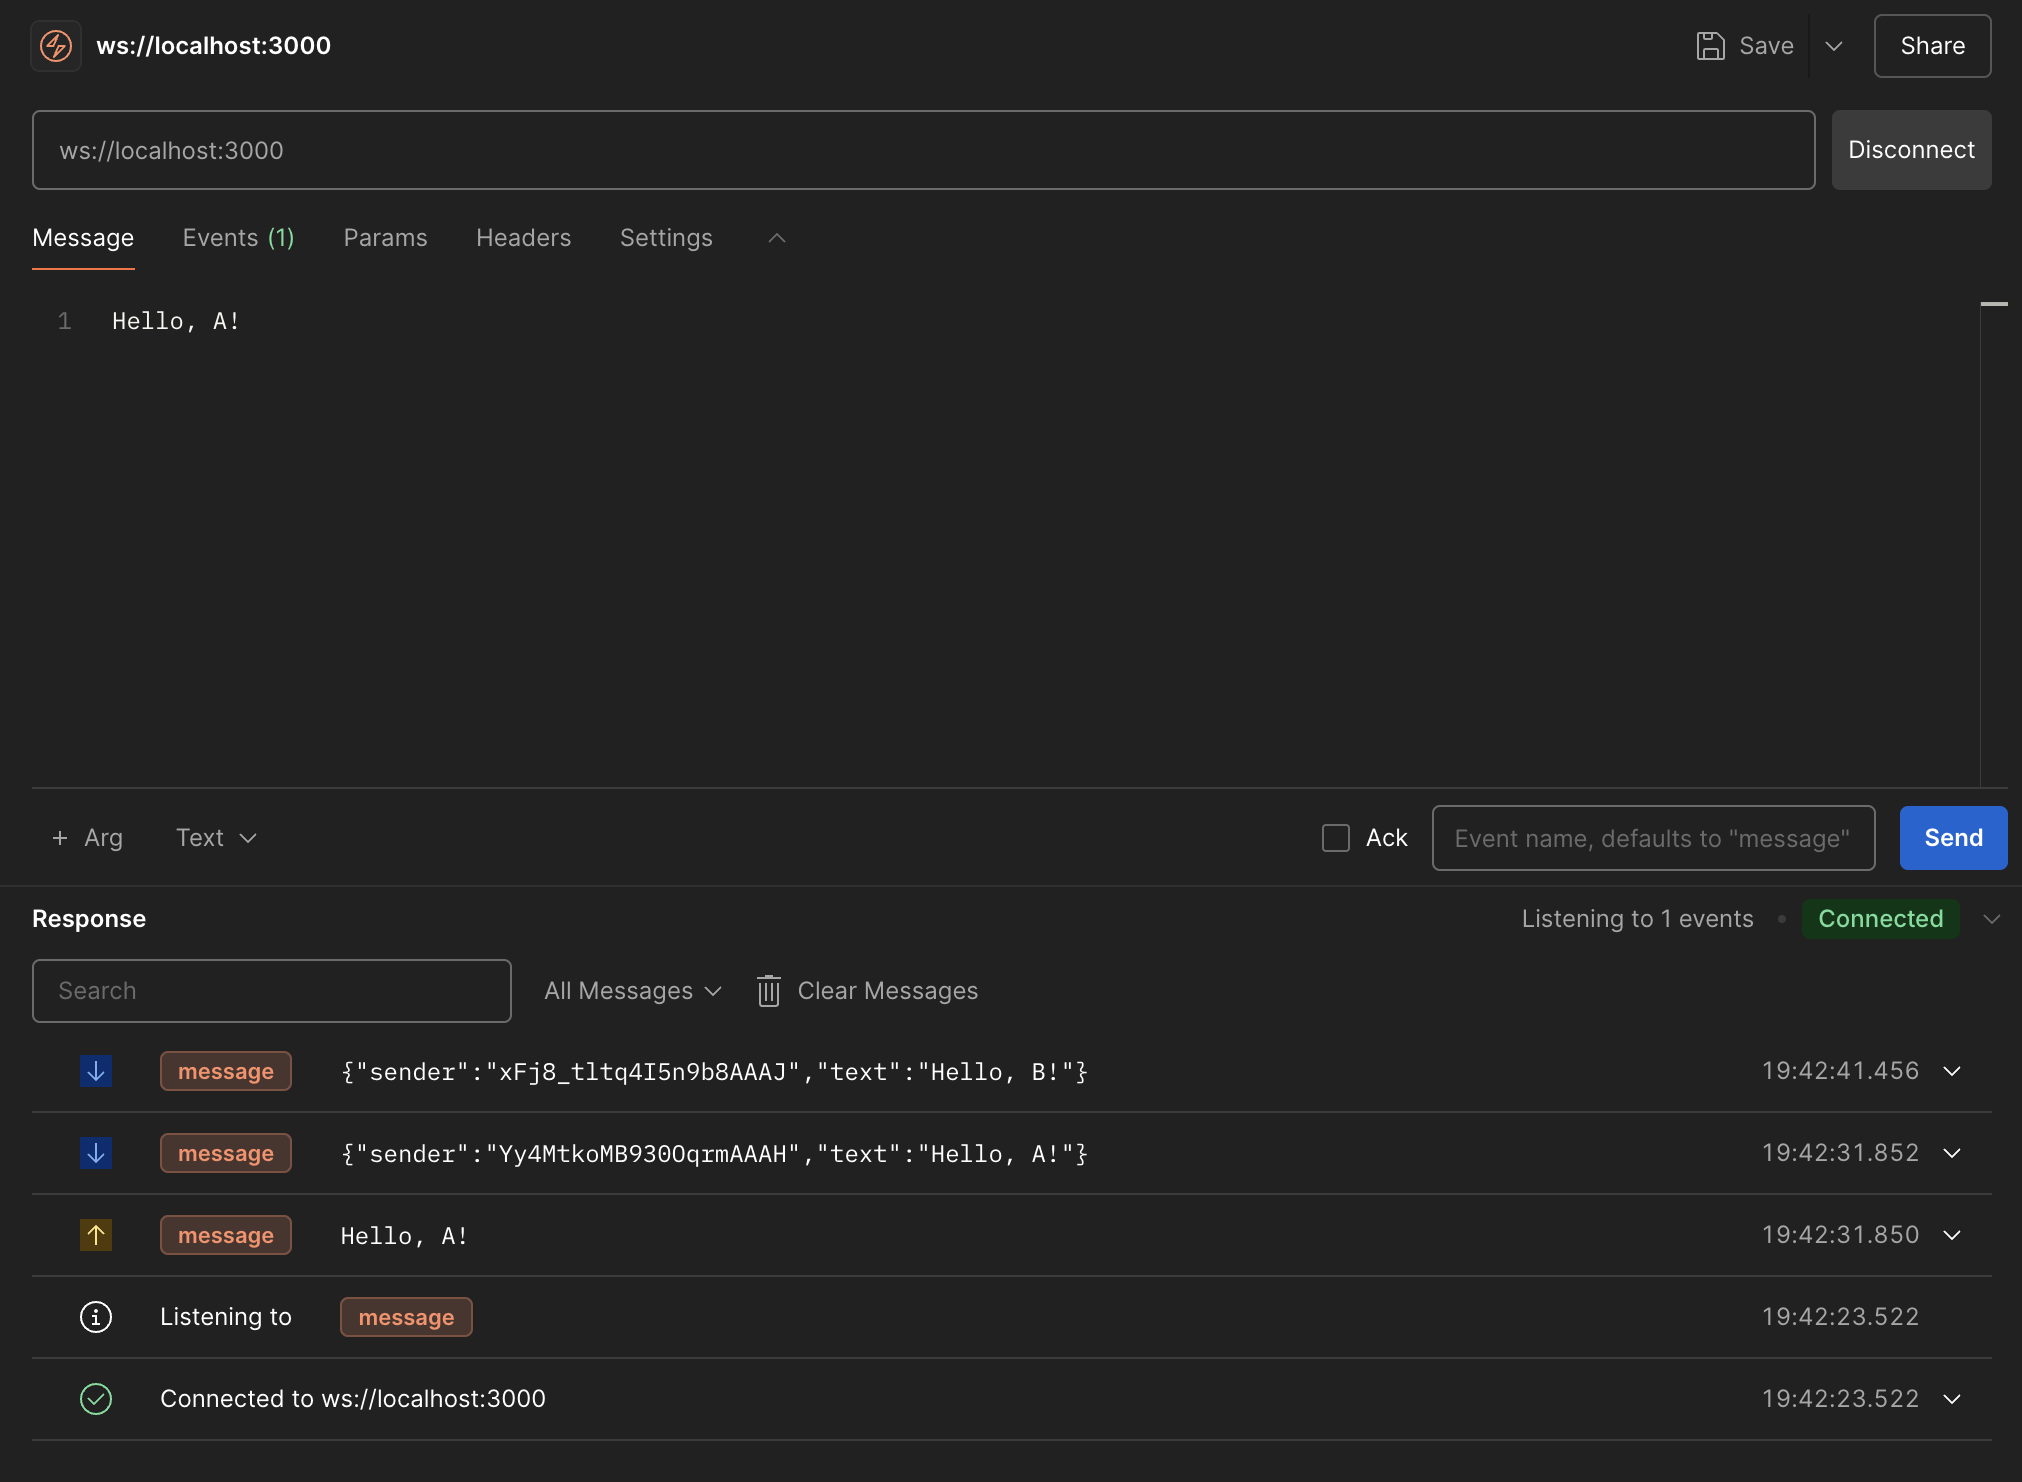 ws://localhost:3000
Save
Share
ws://localhost:3000
Disconnect
Message Events (1) Params Headers Settings
1 Hello, A!
+ Arg Text Ack Event name, defaults to "message" Send
Response Listening to 1 events • Connected
Search All Messages Clear Messages
message {"sender":"xFj8_tltq4I5n9b8AAAJ","text":"Hello, B!"} 19:42:41.456
message {"sender":"Yy4MtkoMB930OqrmAAAH","text":"Hello, A!"} 19:42:31.852
message Hello, A! 19:42:31.850
Listening to message 19:42:23.522
Connected to ws://localhost:3000 19:42:23.522